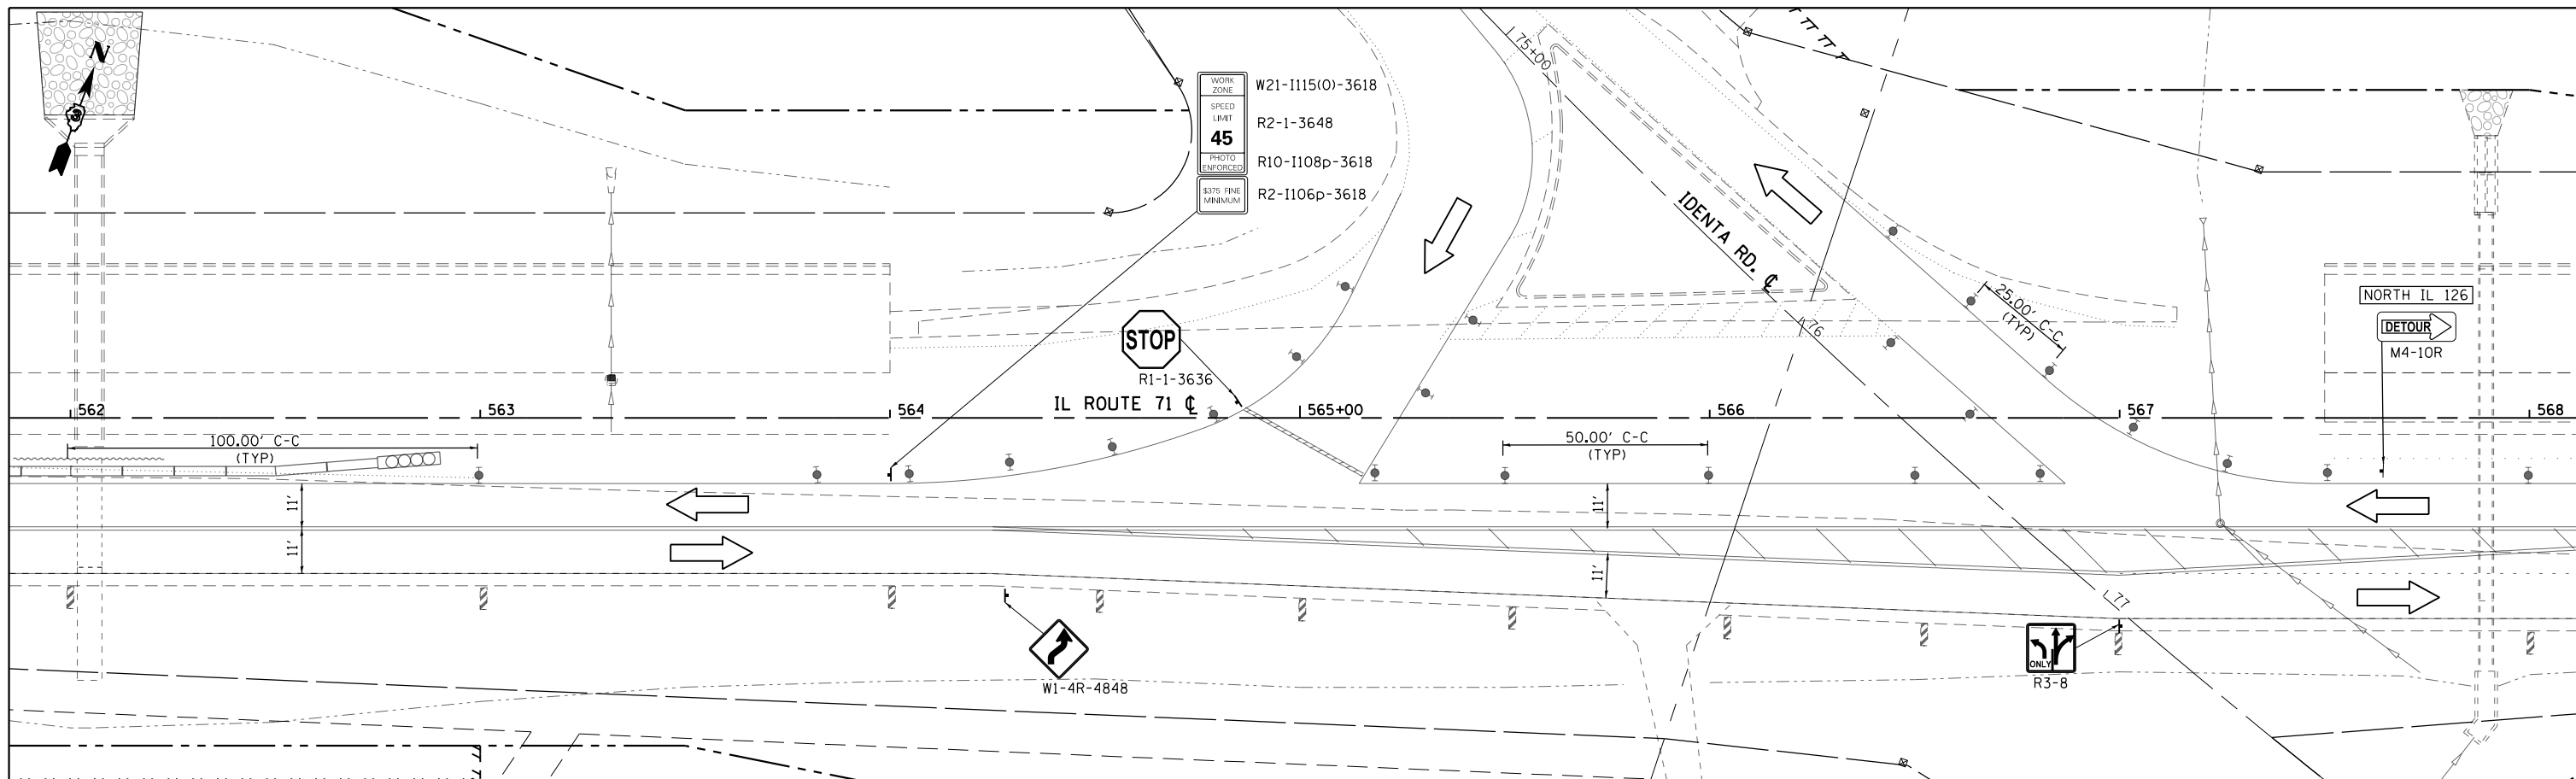 N
3
WORK
ZONE
SPEED
LIMIT
45
PHOTO
ENFORCED
$375 FINE
MINIMUM
W21-I115(O)-3618
R2-1-3648
R10-I108p-3618
R2-I106p-3618
75+00
IDENTA RD. ℄
76
77
25.00' C-C
(TYP)
NORTH IL 126
DETOUR
M4-10R
STOP
R1-1-3636
IL ROUTE 71 ℄
562
563
564
565+00
566
567
568
100.00' C-C
(TYP)
50.00' C-C
(TYP)
11'
11'
11'
11'
W1-4R-4848
ONLY
R3-8